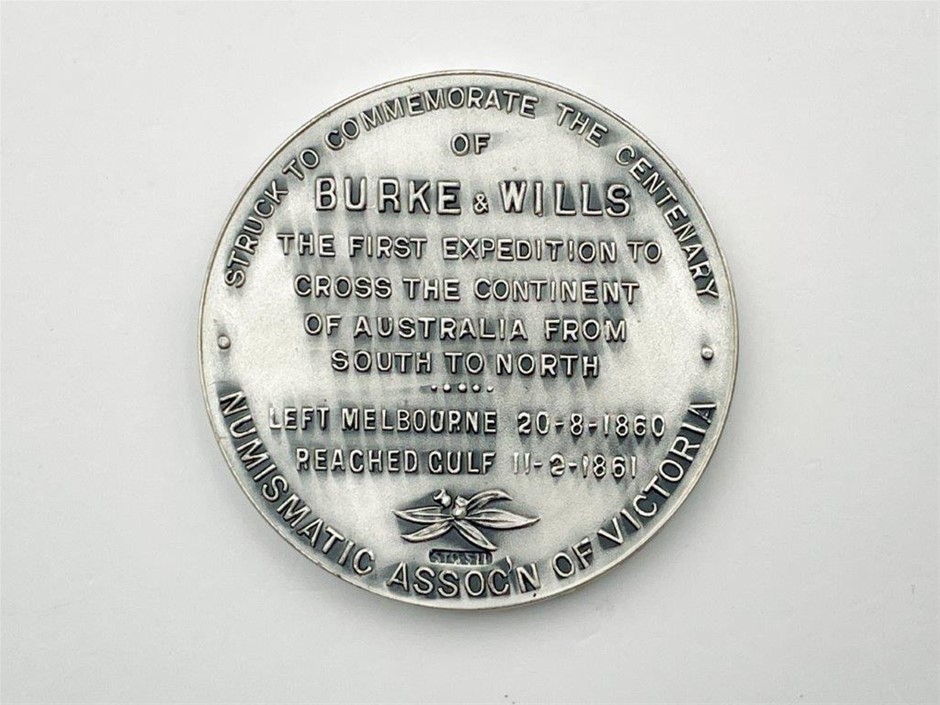 STRUCK TO COMMEMORATE THE CENTENARY
OF
BURKE & WILLS
THE FIRST EXPEDITION TO
CROSS THE CONTINENT
OF AUSTRALIA FROM
SOUTH TO NORTH
LEFT MELBOURNE 20-8-1860
REACHED GULF 11-2-1861
NUMISMATIC ASSOC'N OF VICTORIA